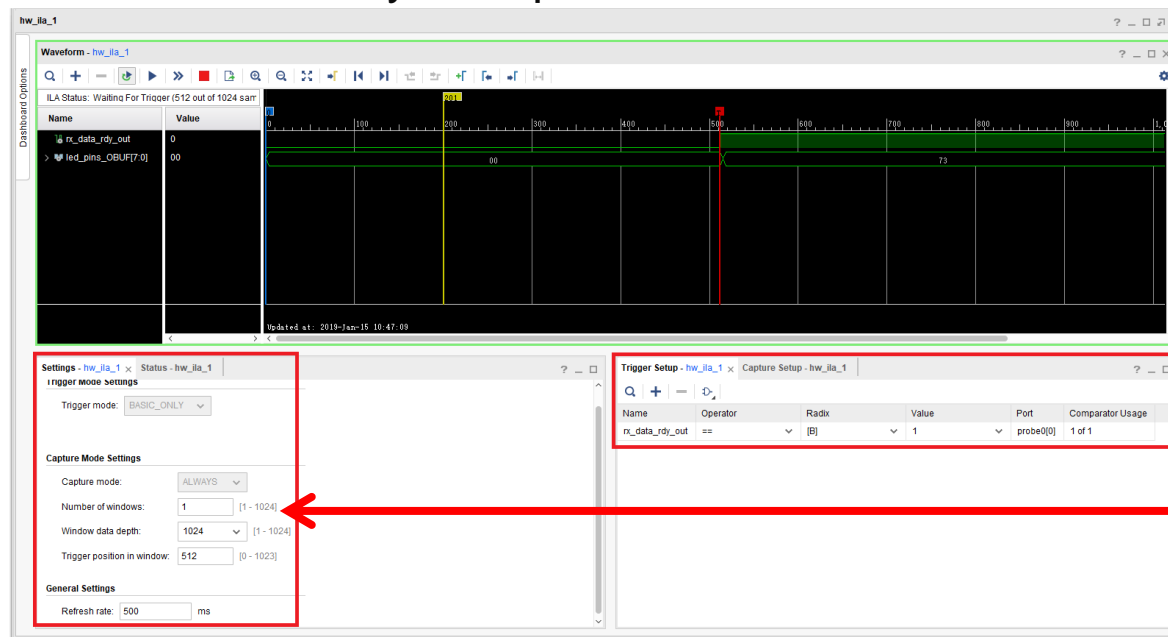 hw_ila_1
Dashboard Options
Waveform - hw_ila_1
ILA Status: Waiting For Trigger (512 out of 1024 sam
Name Value
rx_data_rdy_out 0
led_pins_OBUF[7:0] 00
201
0 100 200 300 400 500 600 700 800 900 1,0
00 73
Updated at: 2019-Jan-15 10:47:09
Settings - hw_ila_1 Status - hw_ila_1
Trigger Mode Settings
Trigger mode: BASIC_ONLY
Capture Mode Settings
Capture mode: ALWAYS
Number of windows: 1 [1 - 1024]
Window data depth: 1024 [1 - 1024]
Trigger position in window: 512 [0 - 1023]
General Settings
Refresh rate: 500 ms
Trigger Setup - hw_ila_1 Capture Setup - hw_ila_1
Name Operator Radix Value Port Comparator Usage
rx_data_rdy_out == [B] 1 probe0[0] 1 of 1